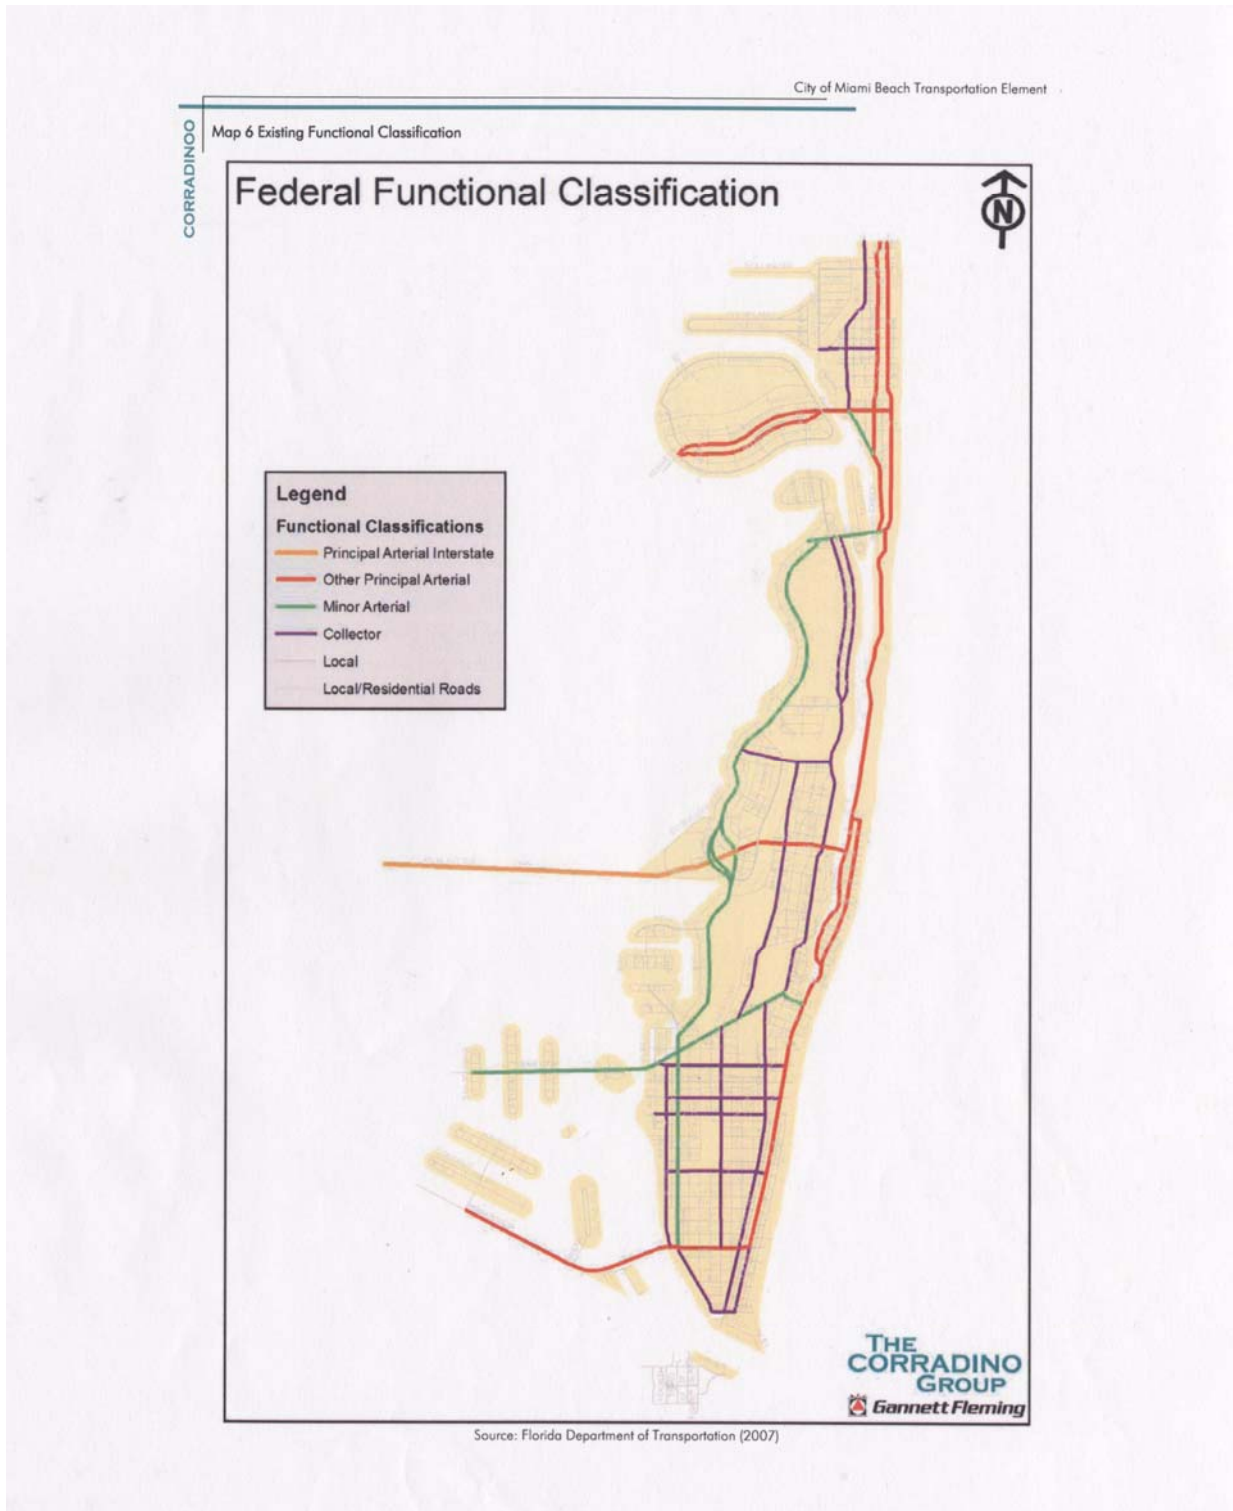 City of Miami Beach Transportation Element
CORRADINOO
Map 6 Existing Functional Classification
Federal Functional Classification
N
Legend
Functional Classifications
Principal Arterial Interstate
Other Principal Arterial
Minor Arterial
Collector
Local
Local/Residential Roads
THE
CORRADINO
GROUP
Gannett Fleming
Source: Florida Department of Transportation (2007)